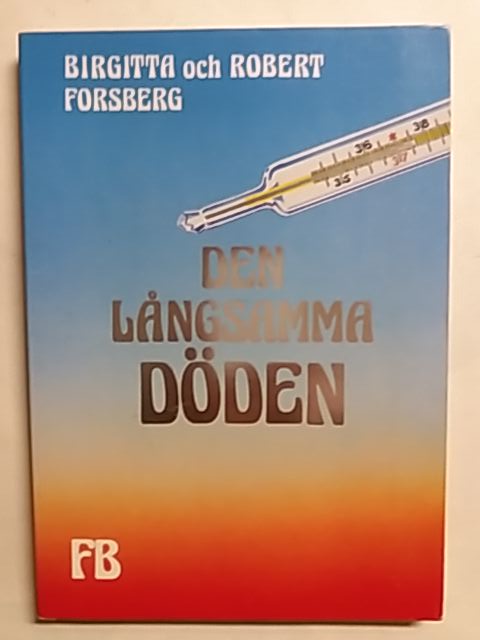 BIRGITTA och ROBERT
FORSBERG
35 36 37 38
DEN
LÅNGSAMMA
DÖDEN
FB